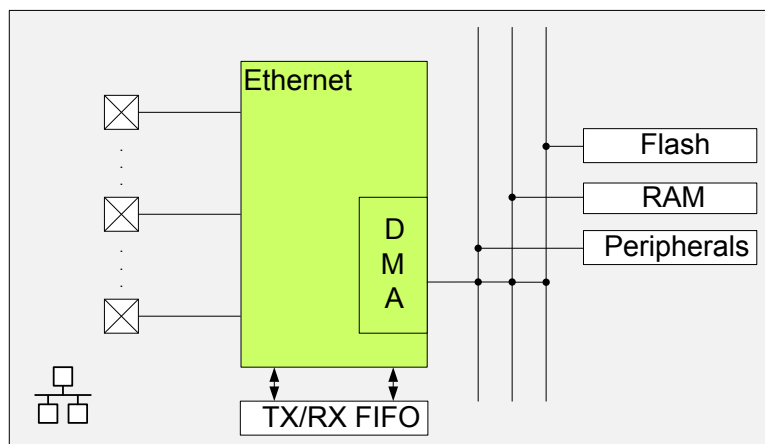 Ethernet
Flash
RAM
D
M
A
Peripherals
TX/RX FIFO